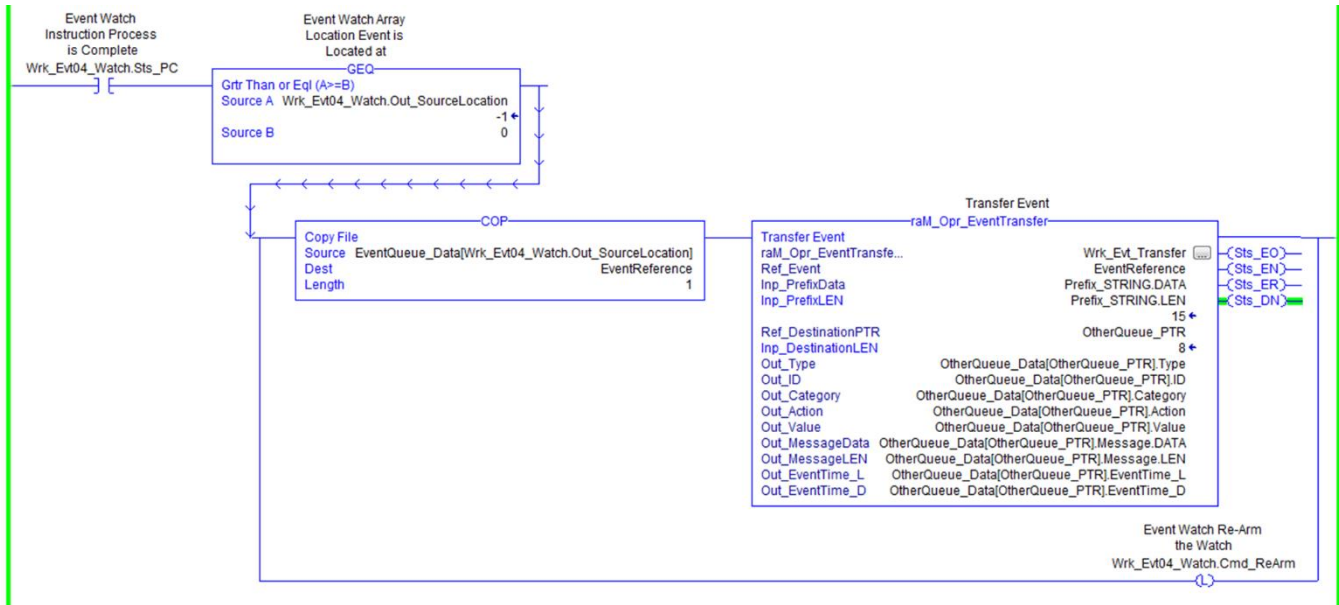 Event Watch
Instruction Process
is Complete
Wrk_Evt04_Watch.Sts_PC
Event Watch Array
Location Event is
Located at
GEQ
Grtr Than or Eql (A>=B)
Source A Wrk_Evt04_Watch.Out_SourceLocation
-1
Source B 0
COP
Copy File
Source EventQueue_Data[Wrk_Evt04_Watch.Out_SourceLocation]
Dest EventReference
Length 1
Transfer Event
raM_Opr_EventTransfer
Transfer Event
raM_Opr_EventTransfe... Wrk_Evt_Transfer ... (Sts_EO)
Ref_Event EventReference (Sts_EN)
Inp_PrefixData Prefix_STRING.DATA (Sts_ER)
Inp_PrefixLEN Prefix_STRING.LEN (Sts_DN)
15
Ref_DestinationPTR OtherQueue_PTR
Inp_DestinationLEN 8
Out_Type OtherQueue_Data[OtherQueue_PTR].Type
Out_ID OtherQueue_Data[OtherQueue_PTR].ID
Out_Category OtherQueue_Data[OtherQueue_PTR].Category
Out_Action OtherQueue_Data[OtherQueue_PTR].Action
Out_Value OtherQueue_Data[OtherQueue_PTR].Value
Out_MessageData OtherQueue_Data[OtherQueue_PTR].Message.DATA
Out_MessageLEN OtherQueue_Data[OtherQueue_PTR].Message.LEN
Out_EventTime_L OtherQueue_Data[OtherQueue_PTR].EventTime_L
Out_EventTime_D OtherQueue_Data[OtherQueue_PTR].EventTime_D
Event Watch Re-Arm
the Watch
Wrk_Evt04_Watch.Cmd_ReArm
(L)